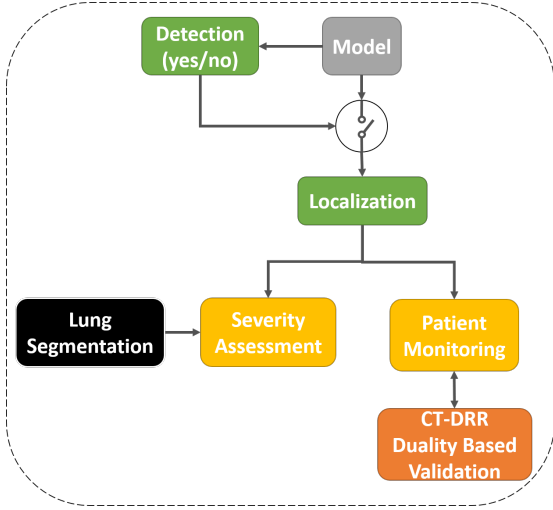 Detection
(yes/no)
Model
Localization
Lung
Segmentation
Severity
Assessment
Patient
Monitoring
CT-DRR
Duality Based
Validation